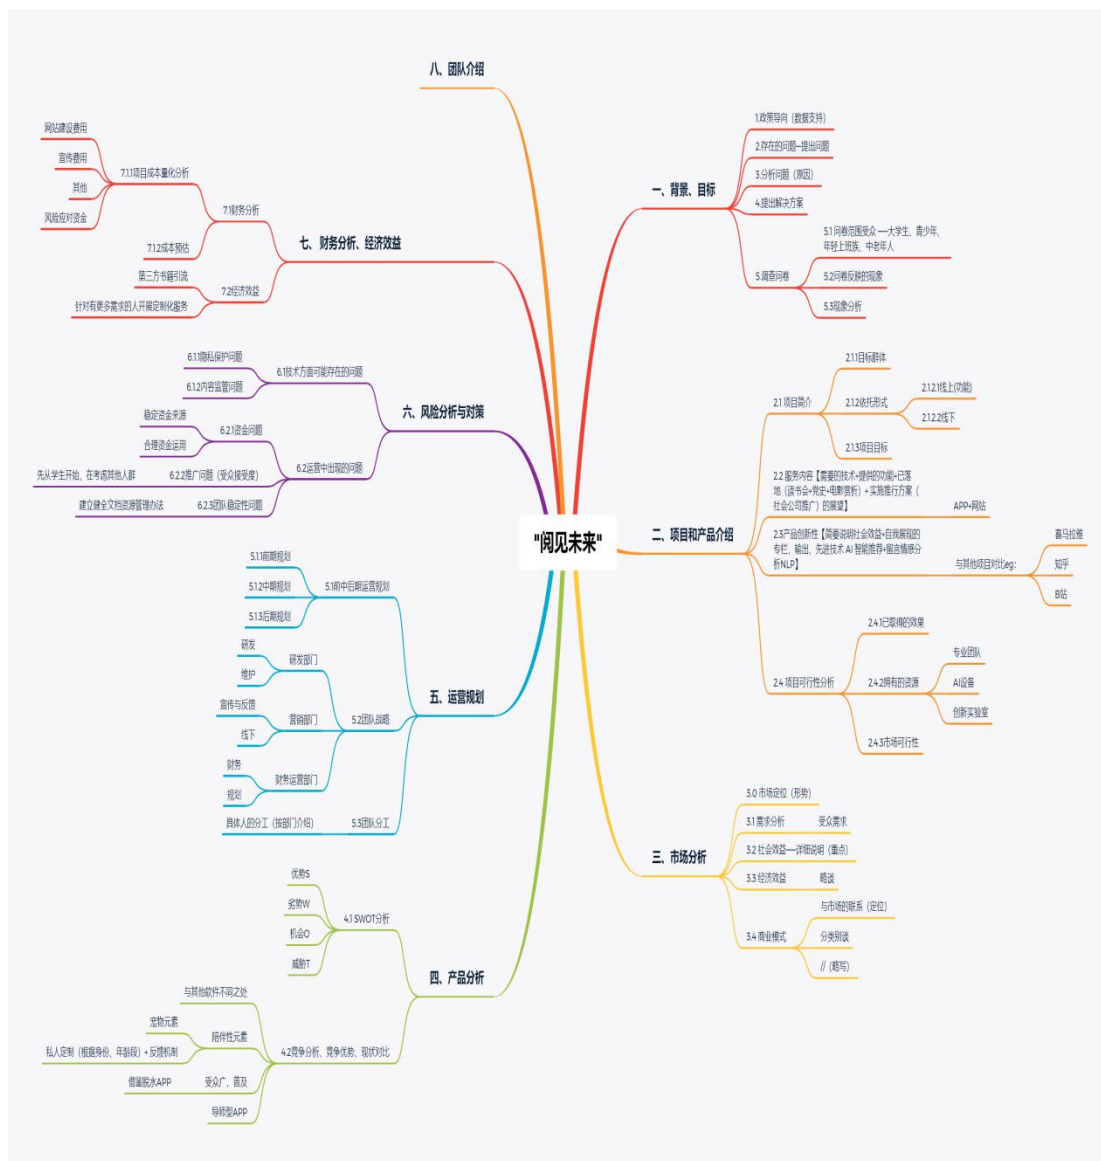 "阅见未来"
一、背景、目标
1.政策导向（数据支持）
2.存在的问题—提出问题
3.分析问题（原因）
4.提出解决方案
5.调查问卷
5.1 问卷范围受众 —大学生、青少年、
年轻上班族、中老年人
5.2问卷反映的现象
5.3现象分析
二、项目和产品介绍
2.1 项目简介
2.1.1目标群体
2.1.2依托形式
2.1.2.1线上(功能)
2.1.2.2线下
2.1.3项目目标
2.2 服务内容【需要的技术+提供的功能+已落
地（读书会+党史+电影赏析）+ 实施推行方案（
社会公司推广）的展望】
APP+网站
2.3产品创新性【简要说明社会效益+自我展现的
专栏、输出、先进技术 AI 智能推荐+留言情感分
析NLP】
与其他项目对比eg:
喜马拉雅
知乎
B站
2.4 项目可行性分析
2.4.1已取得的效果
2.4.2拥有的资源
专业团队
AI设备
创新实验室
2.4.3市场可行性
三、市场分析
3.0 市场定位（形势）
3.1 需求分析
受众需求
3.2 社会效益—详细说明（重点）
3.3 经济效益
略谈
3.4 商业模式
与市场的联系（定位）
分类别谈
//（略写）
四、产品分析
4.1 SWOT分析
优势S
劣势W
机会O
威胁T
4.2竞争分析、竞争优势、现状对比
与其他软件不同之处
陪伴性元素
宠物元素
私人定制（根据身份、年龄段）+ 反馈机制
受众广，普及
借鉴脱水APP
导师型APP
五、运营规划
5.1前中后期运营规划
5.1.1前期规划
5.1.2中期规划
5.1.3后期规划
5.2团队战略
研发部门
研发
维护
营销部门
宣传与反馈
线下
财务运营部门
财务
规划
5.3团队分工
具体人的分工（按部门介绍）
六、风险分析与对策
6.1技术方面可能存在的问题
6.1.1隐私保护问题
6.1.2内容监管问题
6.2运营中出现的问题
6.2.1资金问题
稳定资金来源
合理资金运用
6.2.2推广问题（受众接受度）
先从学生开始，在考虑其他人群
6.2.3团队稳定性问题
建立健全文档资源管理办法
七、财务分析、经济效益
7.1财务分析
7.1.1项目成本量化分析
网站建设费用
宣传费用
其他
风险应对资金
7.1.2成本预估
7.2经济效益
第三方书籍引流
针对有更多需求的人开展定制化服务
八、团队介绍